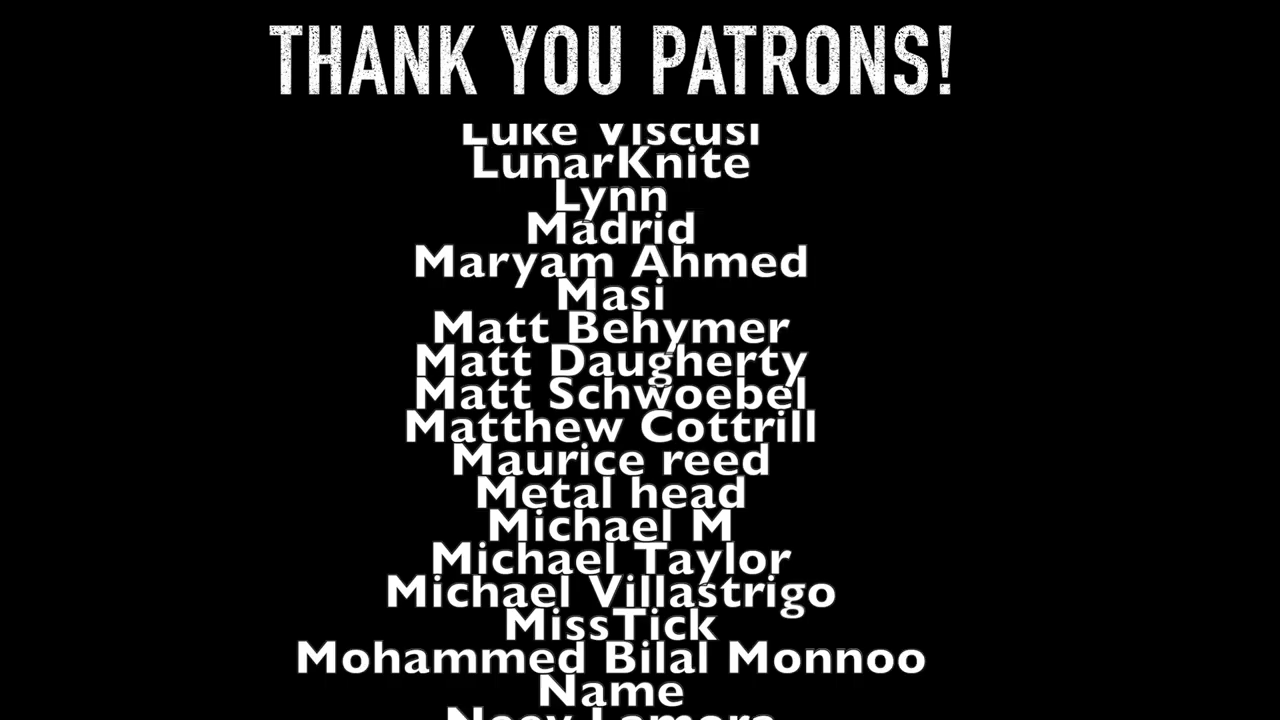 THANK YOU PATRONS!
Luke Viscusi
LunarKnite
Lynn
Madrid
Maryam Ahmed
Masi
Matt Behymer
Matt Daugherty
Matt Schwoebel
Matthew Cottrill
Maurice reed
Metal head
Michael M
Michael Taylor
Michael Villastrigo
MissTick
Mohammed Bilal Monnoo
Name